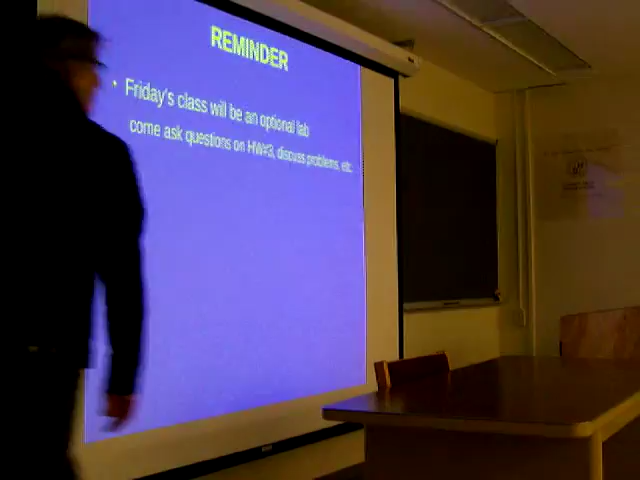 REMINDER
• Friday's class will be an optional lab
come ask questions on HW#3, discuss problems, etc.